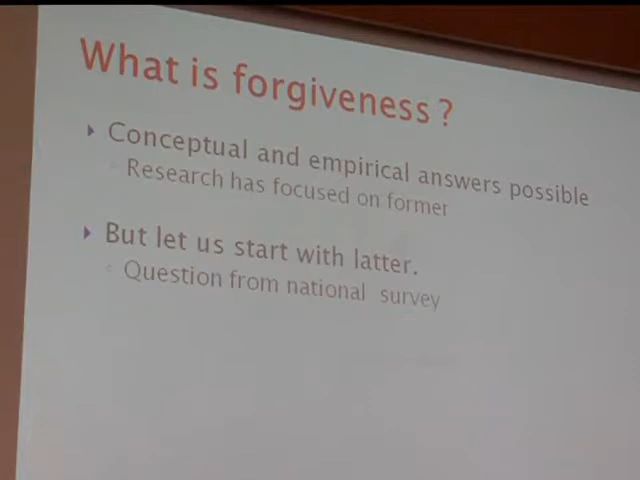 What is forgiveness ?
Conceptual and empirical answers possible
Research has focused on former
But let us start with latter.
Question from national survey